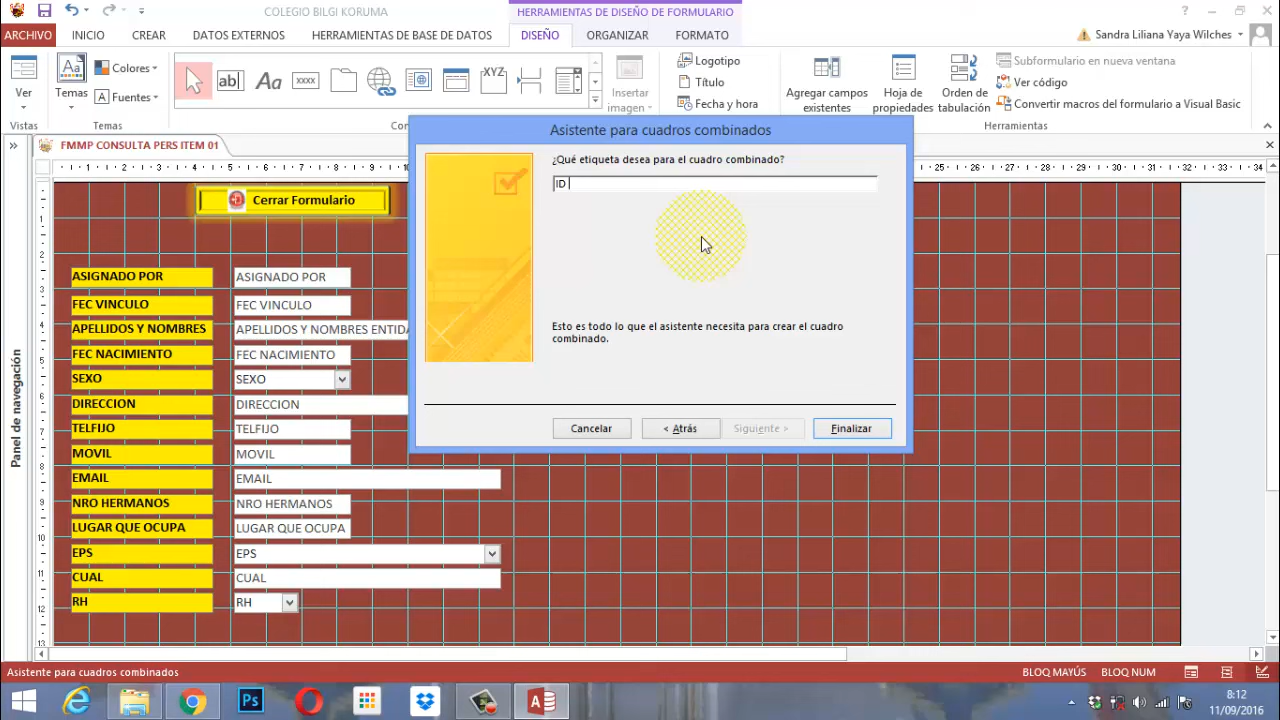 COLEGIO BILGI KORUMA
HERRAMIENTAS DE DISEÑO DE FORMULARIO
ARCHIVO INICIO CREAR DATOS EXTERNOS HERRAMIENTAS DE BASE DE DATOS DISEÑO ORGANIZAR FORMATO
Sandra Liliana Yaya Wilches
Ver
Vistas
Aa
Temas
Colores
Fuentes
Temas
ab|
Aa
xxxx
XYZ
Insertar
imagen
Logotipo
Título
Fecha y hora
Agregar campos
existentes
Hoja de
propiedades
Orden de
tabulación
Subformulario en nueva ventana
Ver código
Convertir macros del formulario a Visual Basic
Herramientas
FMMP CONSULTA PERS ITEM 01
Panel de navegación
Cerrar Formulario
ASIGNADO POR ASIGNADO POR
FEC VINCULO FEC VINCULO
APELLIDOS Y NOMBRES APELLIDOS Y NOMBRES ENTIDA
FEC NACIMIENTO FEC NACIMIENTO
SEXO SEXO
DIRECCION DIRECCION
TELFIJO TELFIJO
MOVIL MOVIL
EMAIL EMAIL
NRO HERMANOS NRO HERMANOS
LUGAR QUE OCUPA LUGAR QUE OCUPA
EPS EPS
CUAL CUAL
RH RH
Asistente para cuadros combinados
¿Qué etiqueta desea para el cuadro combinado?
ID
Esto es todo lo que el asistente necesita para crear el cuadro
combinado.
Cancelar < Atrás Siguiente > Finalizar
Asistente para cuadros combinados
BLOQ MAYÚS BLOQ NUM
8:12
11/09/2016